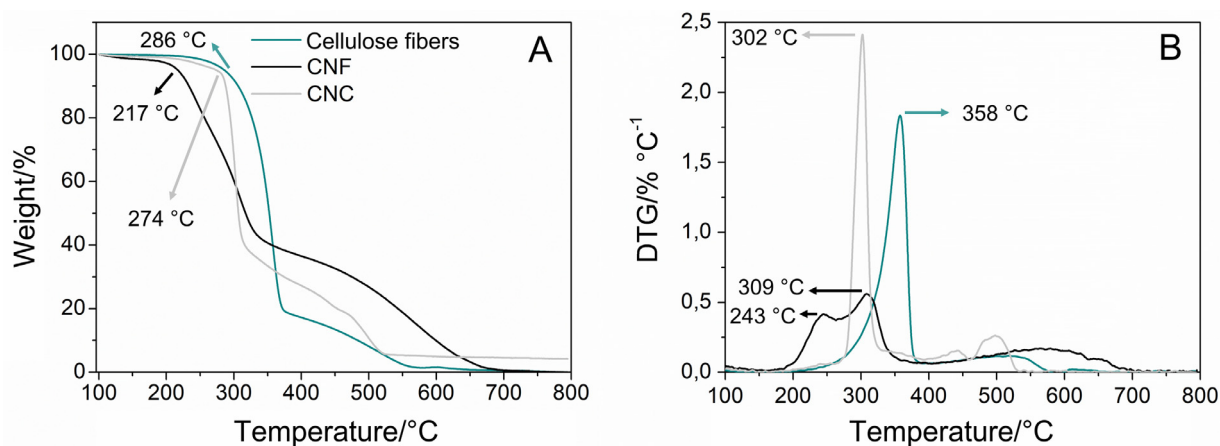 A
286 °C
Cellulose fibers
CNF
CNC
217 °C
274 °C
100
80
60
40
20
0
Weight/%
100 200 300 400 500 600 700 800
Temperature/°C
B
302 °C
358 °C
309 °C
243 °C
2,5
2,0
1,5
1,0
0,5
0,0
DTG/% °C-1
100 200 300 400 500 600 700 800
Temperature/°C